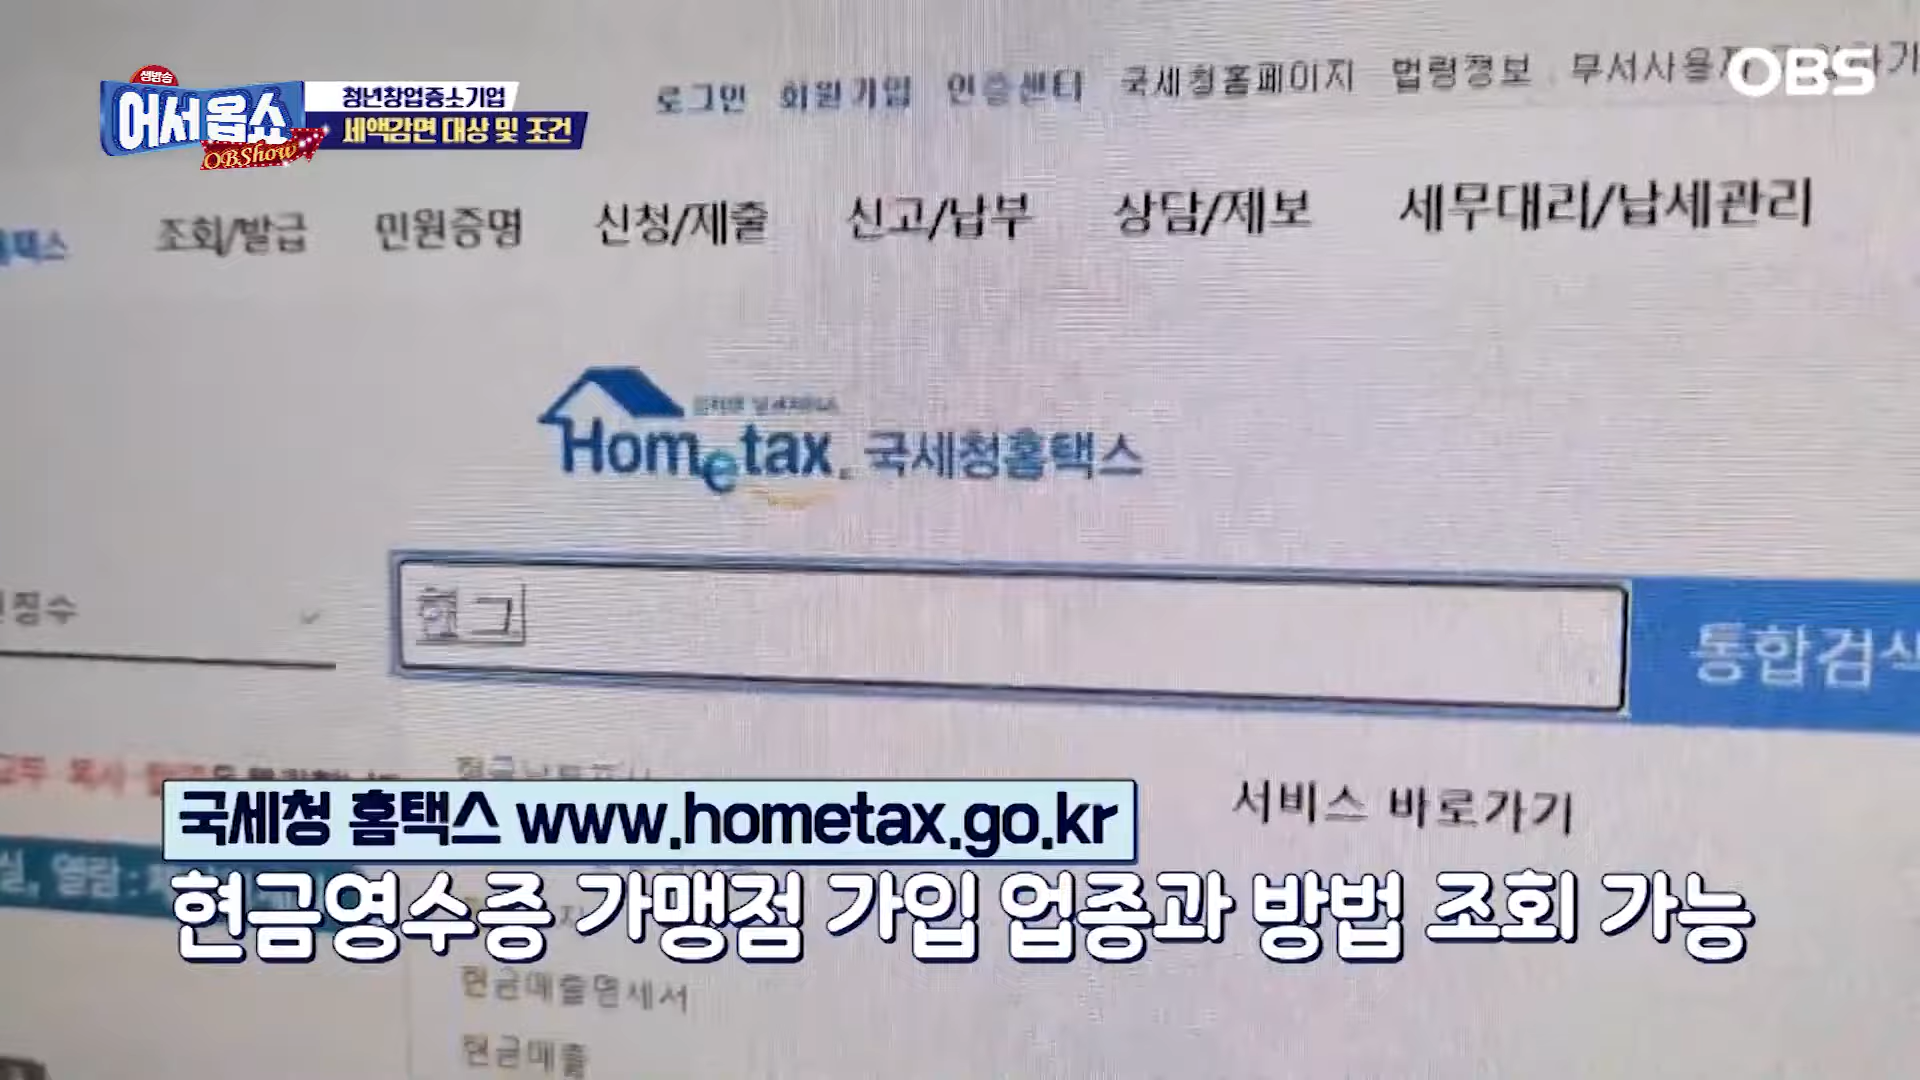 생방송
어서옵쇼
OBShow
청년창업중소기업
세액감면 대상 및 조건
OBS
로그인 회원가입 인증센터 국세청홈페이지 법령정보
조회/발급 민원증명 신청/제출 신고/납부 상담/제보 세무대리/납세관리
Hometax. 국세청홈택스
현그
통합검색
서비스 바로가기
국세청 홈택스 www.hometax.go.kr
현금영수증 가맹점 가입 업종과 방법 조회 가능
현금매출명세서
현금매출